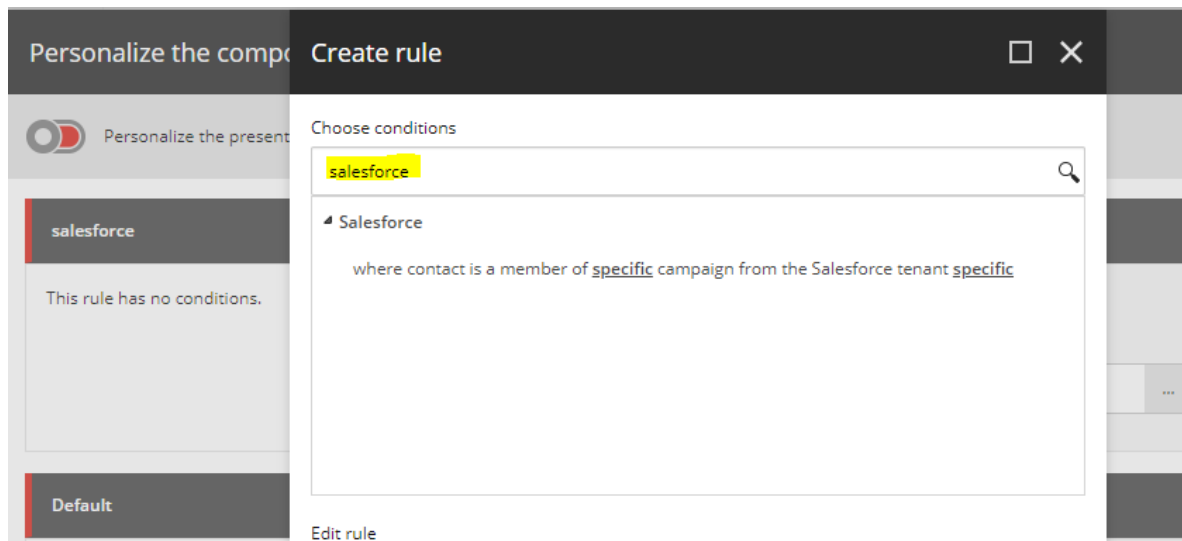 Personalize the compo
Create rule
Personalize the present
Choose conditions
salesforce
salesforce
Salesforce
where contact is a member of specific campaign from the Salesforce tenant specific
This rule has no conditions.
...
Default
Edit rule